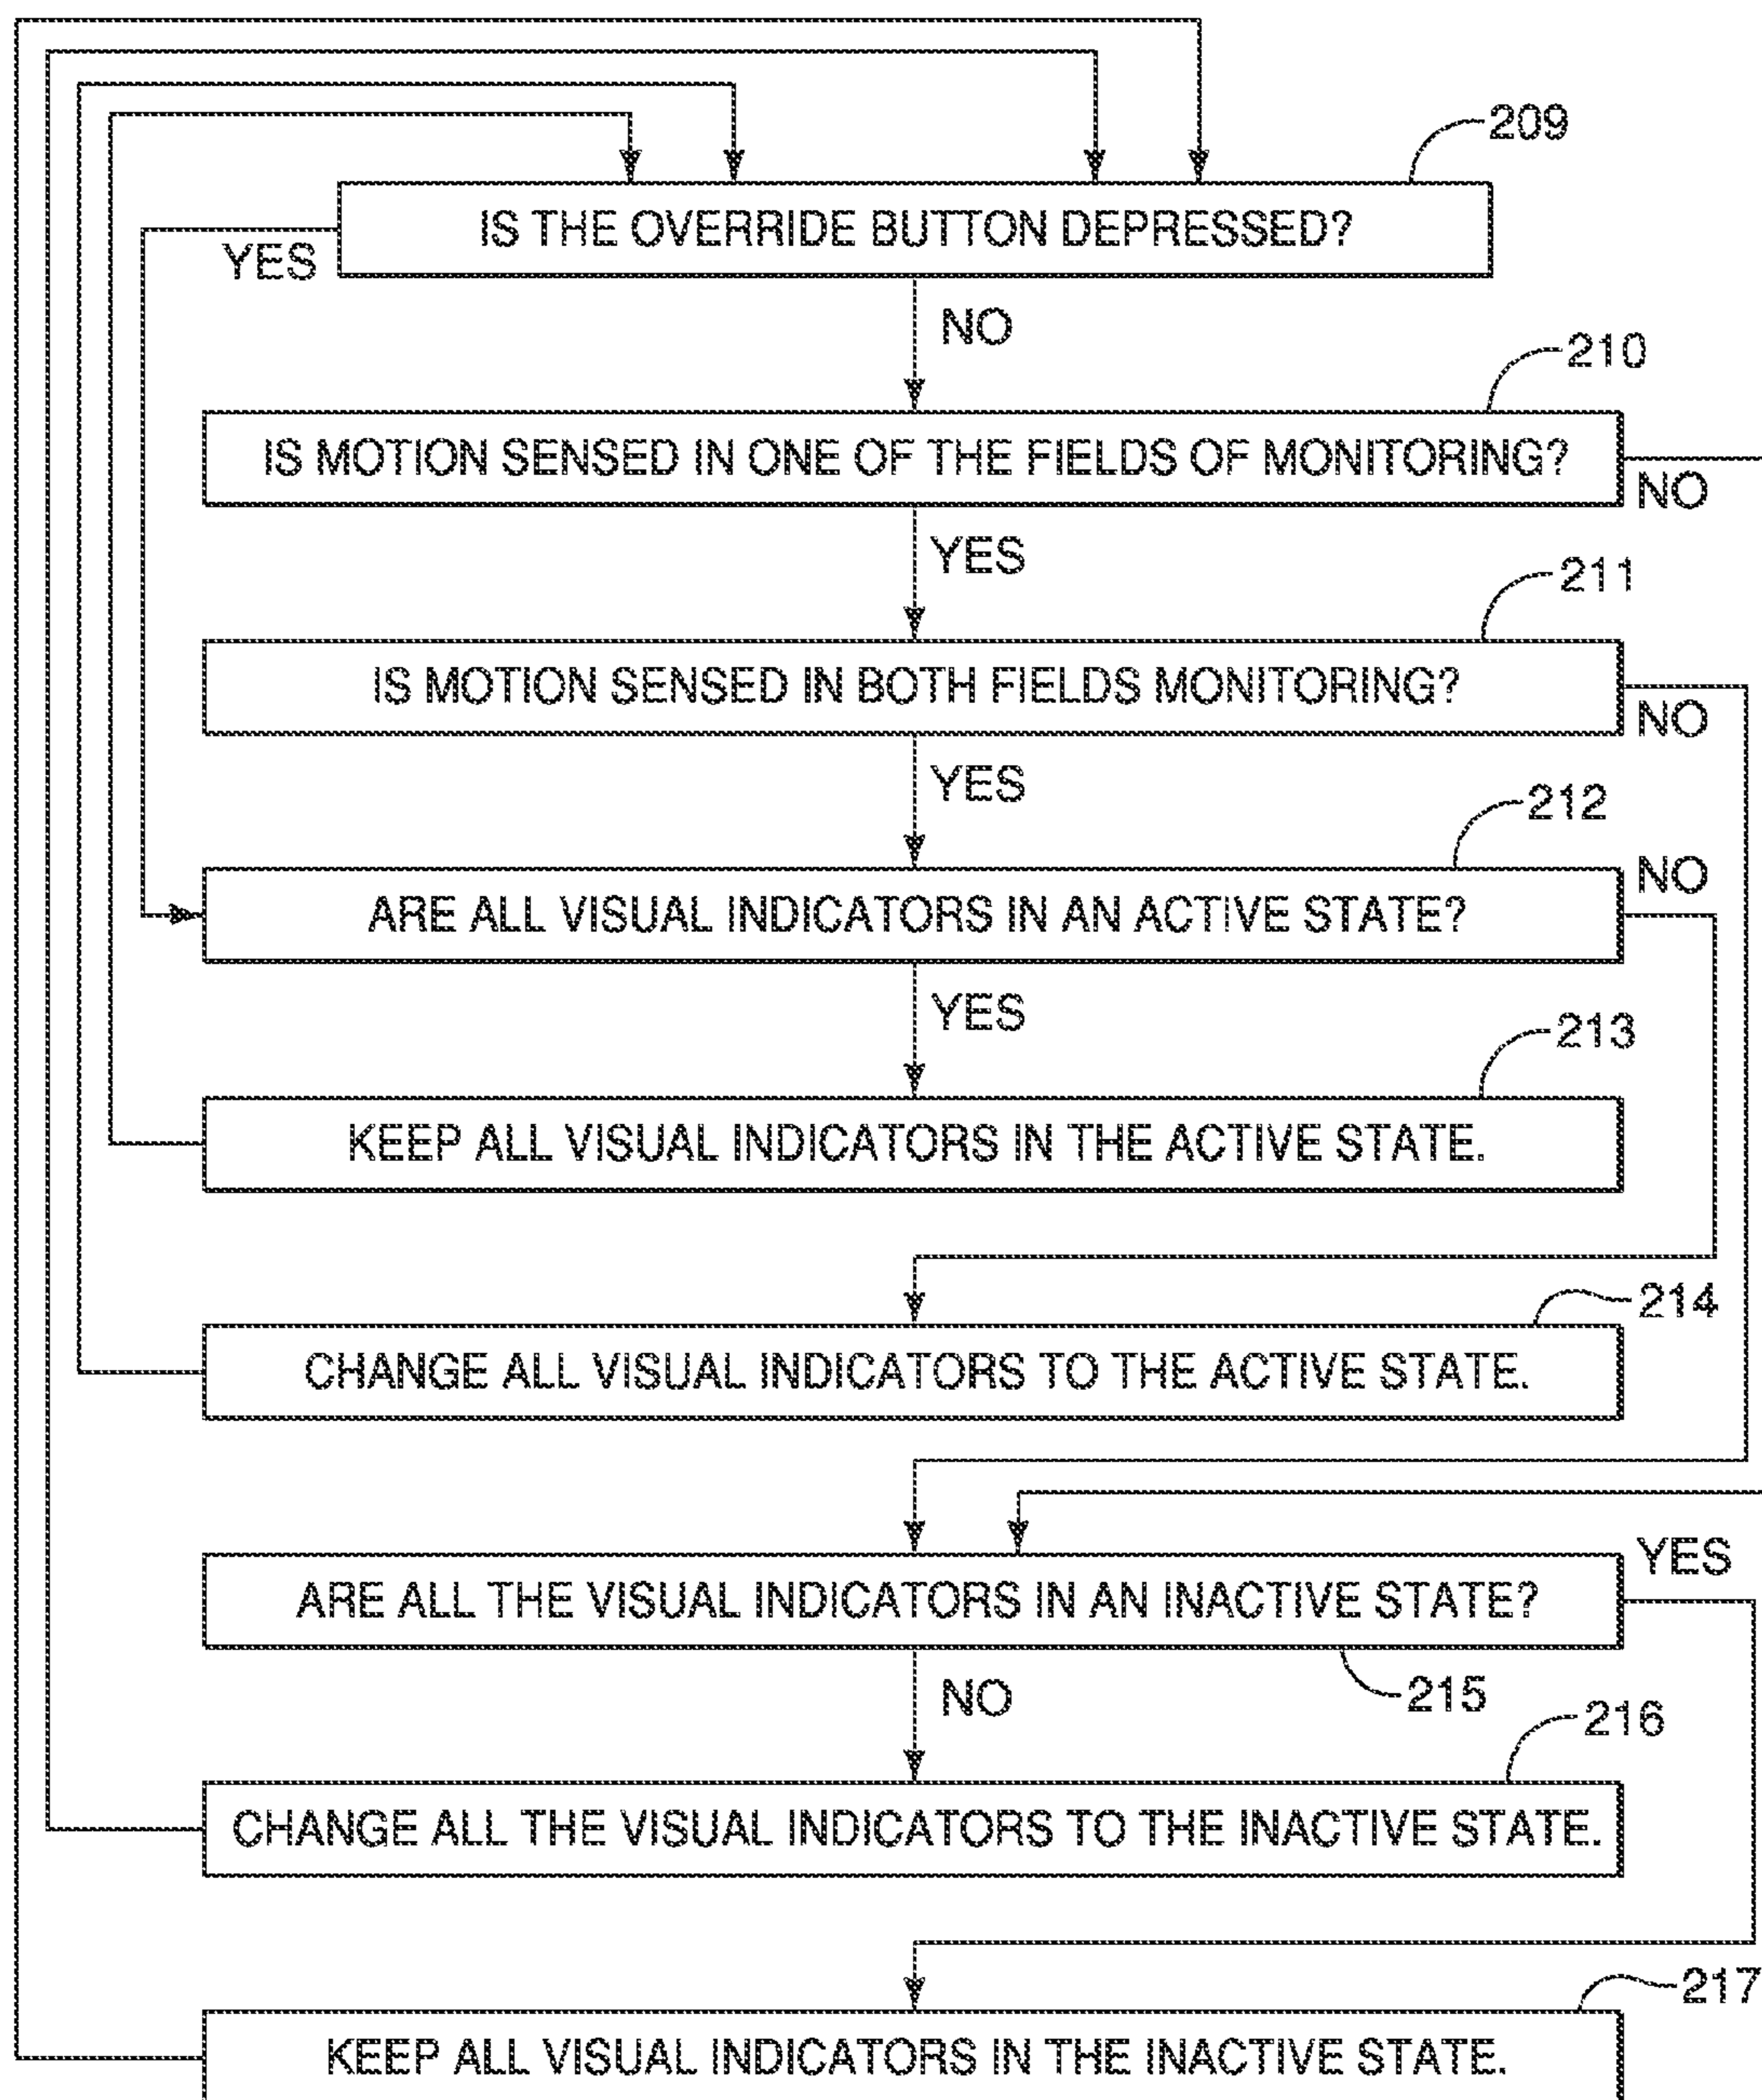 209
IS THE OVERRIDE BUTTON DEPRESSED?
YES
NO
210
IS MOTION SENSED IN ONE OF THE FIELDS OF MONITORING?
NO
YES
211
IS MOTION SENSED IN BOTH FIELDS MONITORING?
NO
YES
212
NO
ARE ALL VISUAL INDICATORS IN AN ACTIVE STATE?
YES
213
KEEP ALL VISUAL INDICATORS IN THE ACTIVE STATE.
214
CHANGE ALL VISUAL INDICATORS TO THE ACTIVE STATE.
YES
ARE ALL THE VISUAL INDICATORS IN AN INACTIVE STATE?
NO
215
216
CHANGE ALL THE VISUAL INDICATORS TO THE INACTIVE STATE.
217
KEEP ALL VISUAL INDICATORS IN THE INACTIVE STATE.